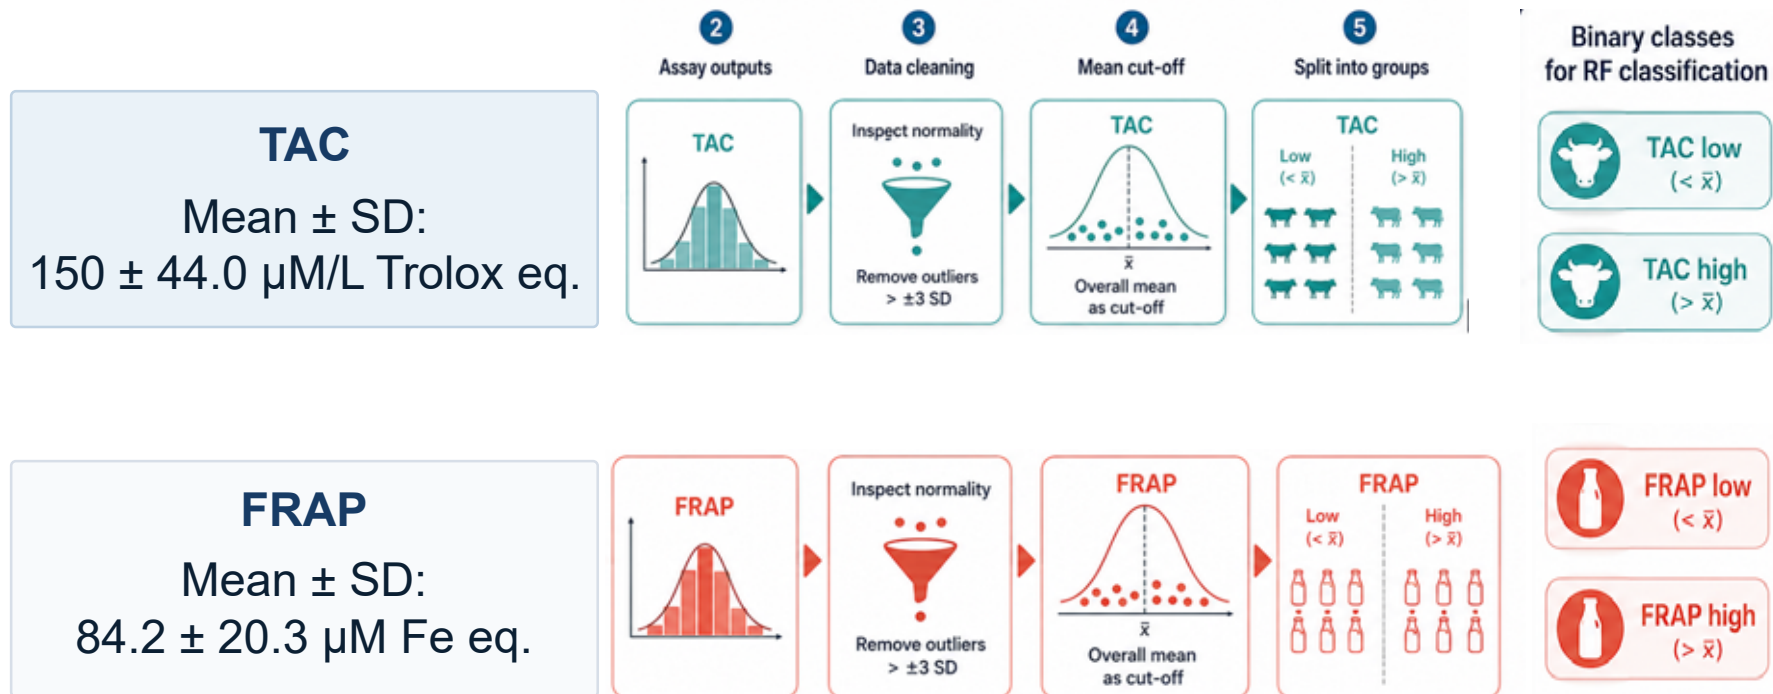 2
Assay outputs
3
Data cleaning
4
Mean cut-off
5
Split into groups
Binary classes
for RF classification
TAC
Mean ± SD:
150 ± 44.0 µM/L Trolox eq.
TAC
Inspect normality
Remove outliers
> ±3 SD
TAC
x̄
Overall mean
as cut-off
TAC
Low
(< x̄)
High
(> x̄)
TAC low
(< x̄)
TAC high
(> x̄)
FRAP
Mean ± SD:
84.2 ± 20.3 µM Fe eq.
FRAP
Inspect normality
Remove outliers
> ±3 SD
FRAP
x̄
Overall mean
as cut-off
FRAP
Low
(< x̄)
High
(> x̄)
FRAP low
(< x̄)
FRAP high
(> x̄)